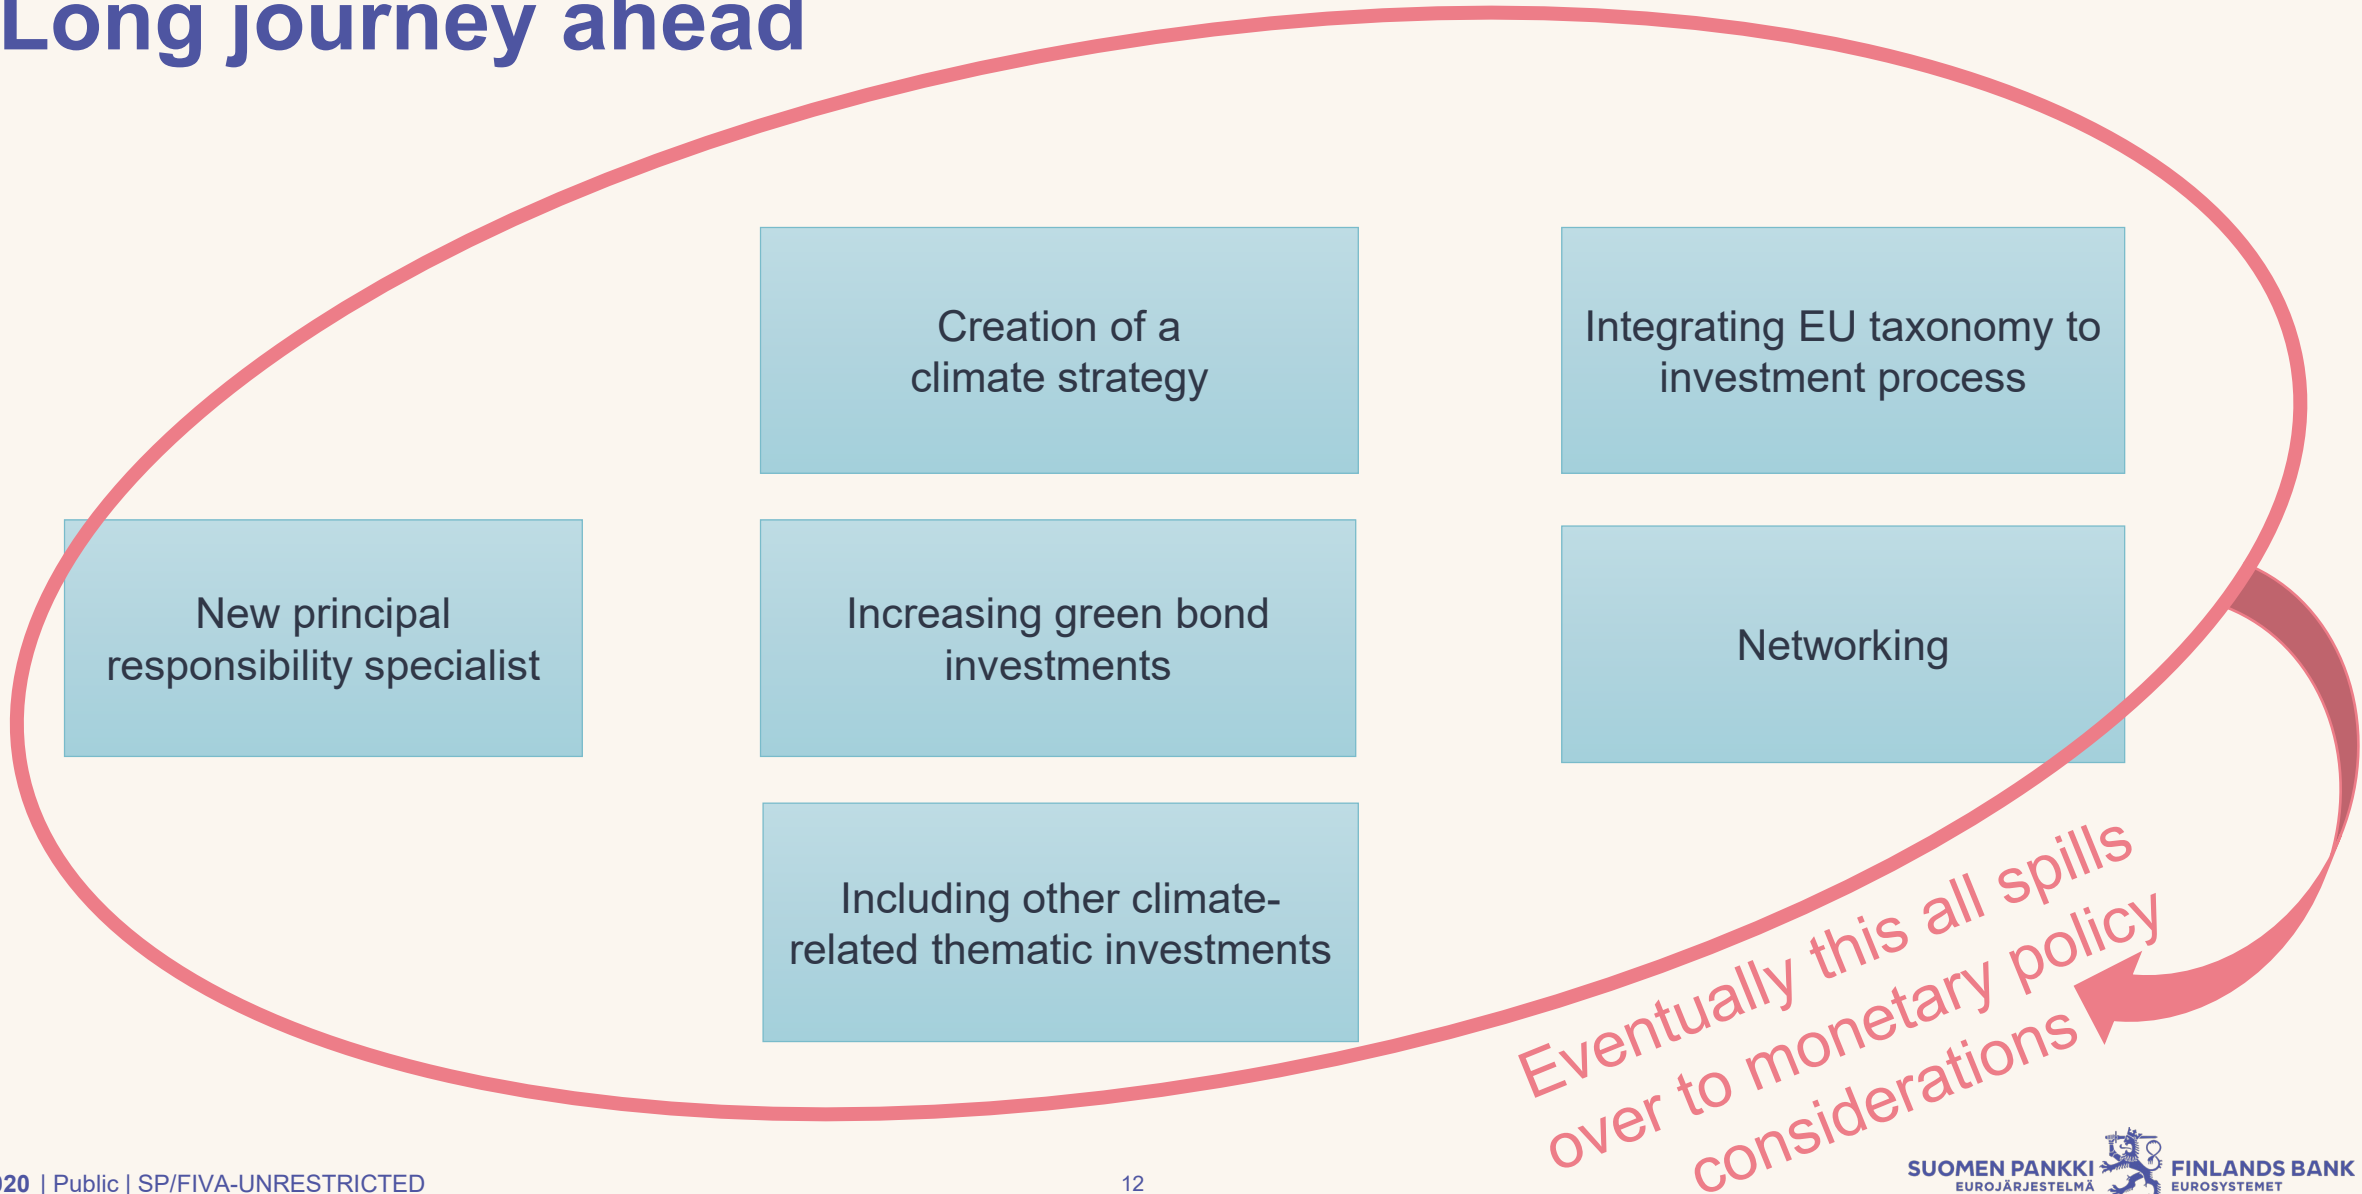 Long journey ahead
Creation of a
climate strategy
Integrating EU taxonomy to
investment process
New principal
responsibility specialist
Increasing green bond
investments
Networking
Including other climate-
related thematic investments
Eventually this all spills
over to monetary policy
considerations
020 | Public | SP/FIVA-UNRESTRICTED
12
SUOMEN PANKKI
EUROJÄRJESTELMÄ
FINLANDS BANK
EUROSYSTEMET